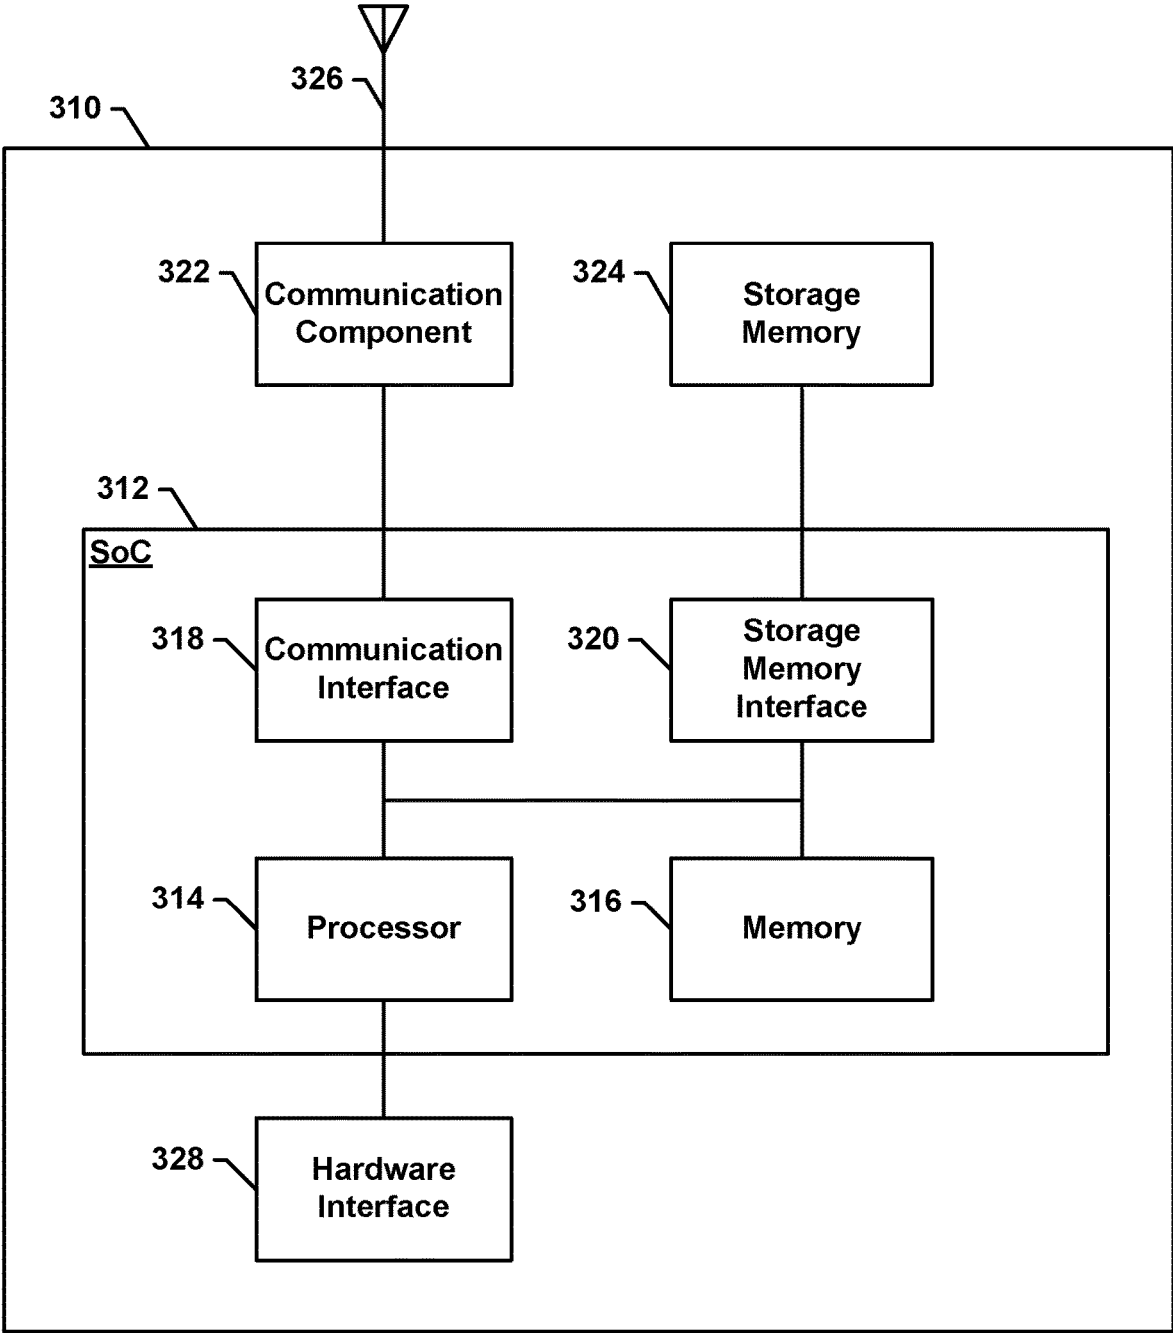 326
310
322
Communication
Component
324
Storage
Memory
312
SoC
318
Communication
Interface
320
Storage
Memory
Interface
314
Processor
316
Memory
328
Hardware
Interface